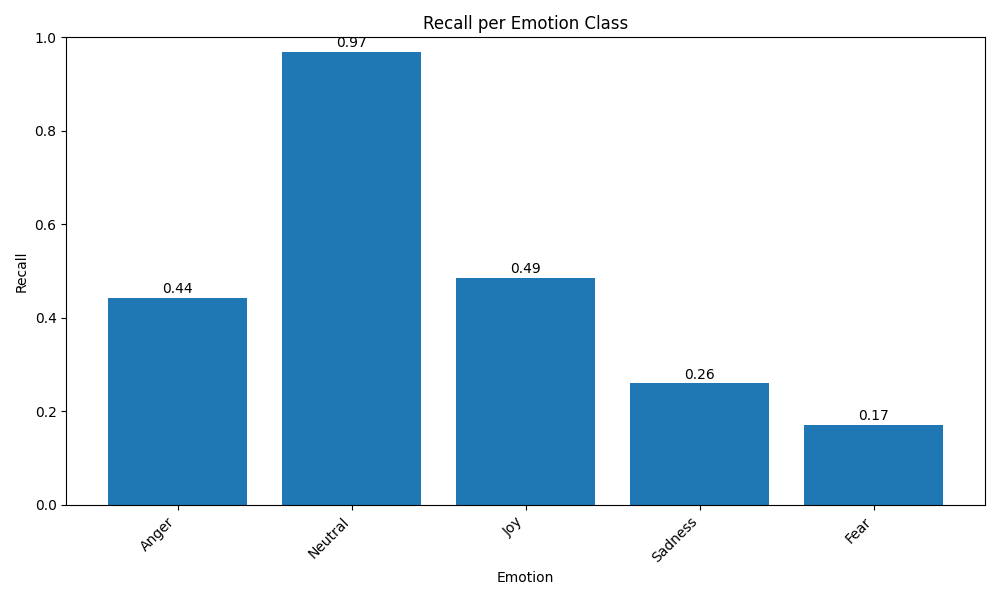 Recall per Emotion Class
1.0
0.8
0.6
0.4
0.2
0.0
Recall
0.44
0.97
0.49
0.26
0.17
Anger
Neutral
Joy
Sadness
Fear
Emotion